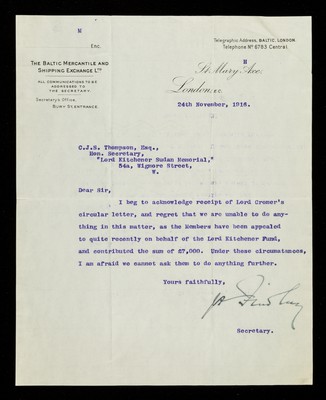 M
Enc.
Telegraphic Address, BALTIC, LONDON.
Telephone Nº 6763 Central.
THE BALTIC MERCANTILE AND
SHIPPING EXCHANGE LTD
ALL COMMUNICATIONS TO BE
ADDRESSED TO
THE SECRETARY.
Secretary's Office,
BURY ST ENTRANCE.
St Mary Axe,
London, E.C.
24th November, 1916.
C.J.S. Thompson, Esq.,
Hon. Secretary,
"Lord Kitchener Sudan Memorial,"
54a, Wigmore Street,
W.
Dear Sir,
I beg to acknowledge receipt of Lord Cromer's
circular letter, and regret that we are unable to do any-
thing in this matter, as the Members have been appealed
to quite recently on behalf of the Lord Kitchener Fund,
and contributed the sum of £7,000. Under these circumstances,
I am afraid we cannot ask them to do anything further.
Yours faithfully,
Secretary.